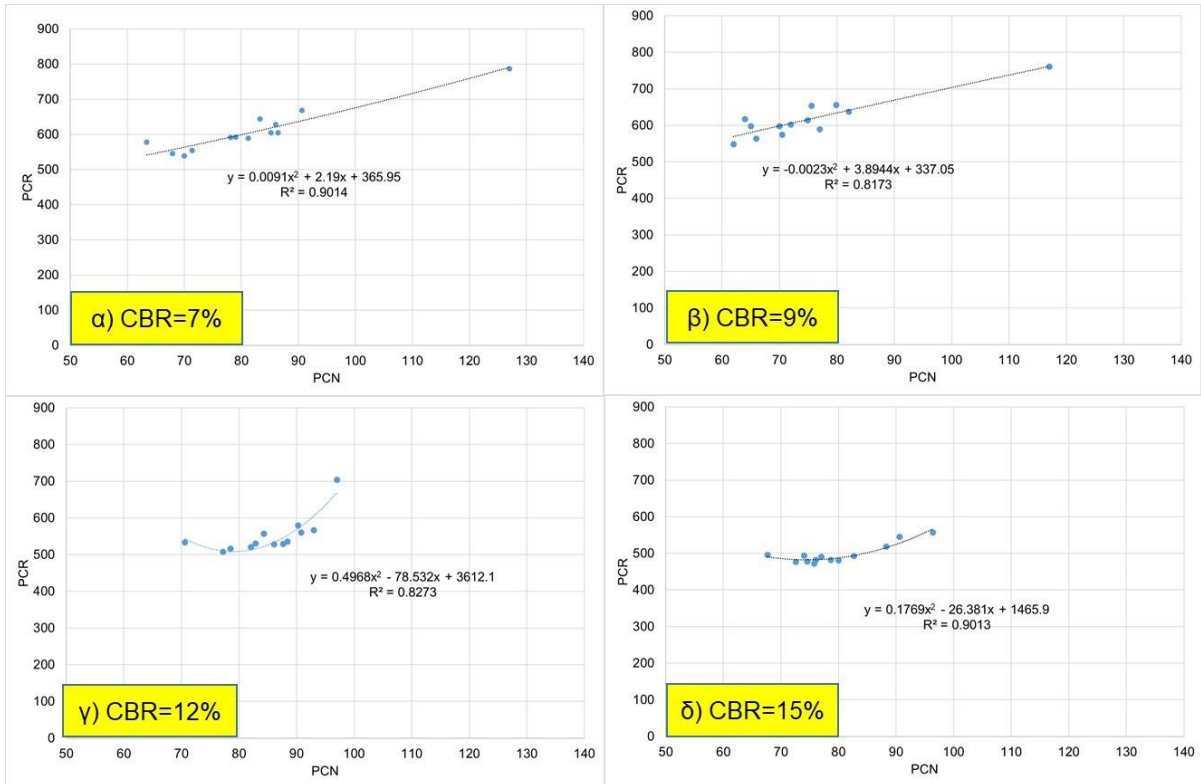 900
800
700
600
500
400
300
200
100
0
PCR
50 60 70 80 90 100 110 120 130 140
PCN
y = 0.0091x² + 2.19x + 365.95
R² = 0.9014
α) CBR=7%
900
800
700
600
500
400
300
200
100
0
PCR
50 60 70 80 90 100 110 120 130 140
PCN
y = -0.0023x² + 3.8944x + 337.05
R² = 0.8173
β) CBR=9%
900
800
700
600
500
400
300
200
100
0
PCR
50 60 70 80 90 100 110 120 130 140
PCN
y = 0.4968x² - 78.532x + 3612.1
R² = 0.8273
γ) CBR=12%
900
800
700
600
500
400
300
200
100
0
PCR
50 60 70 80 90 100 110 120 130 140
PCN
y = 0.1769x² - 26.381x + 1465.9
R² = 0.9013
δ) CBR=15%